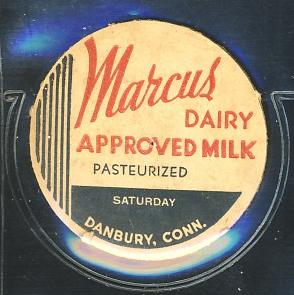 Marcus
DAIRY
APPROVED MILK
PASTEURIZED
SATURDAY
DANBURY, CONN.